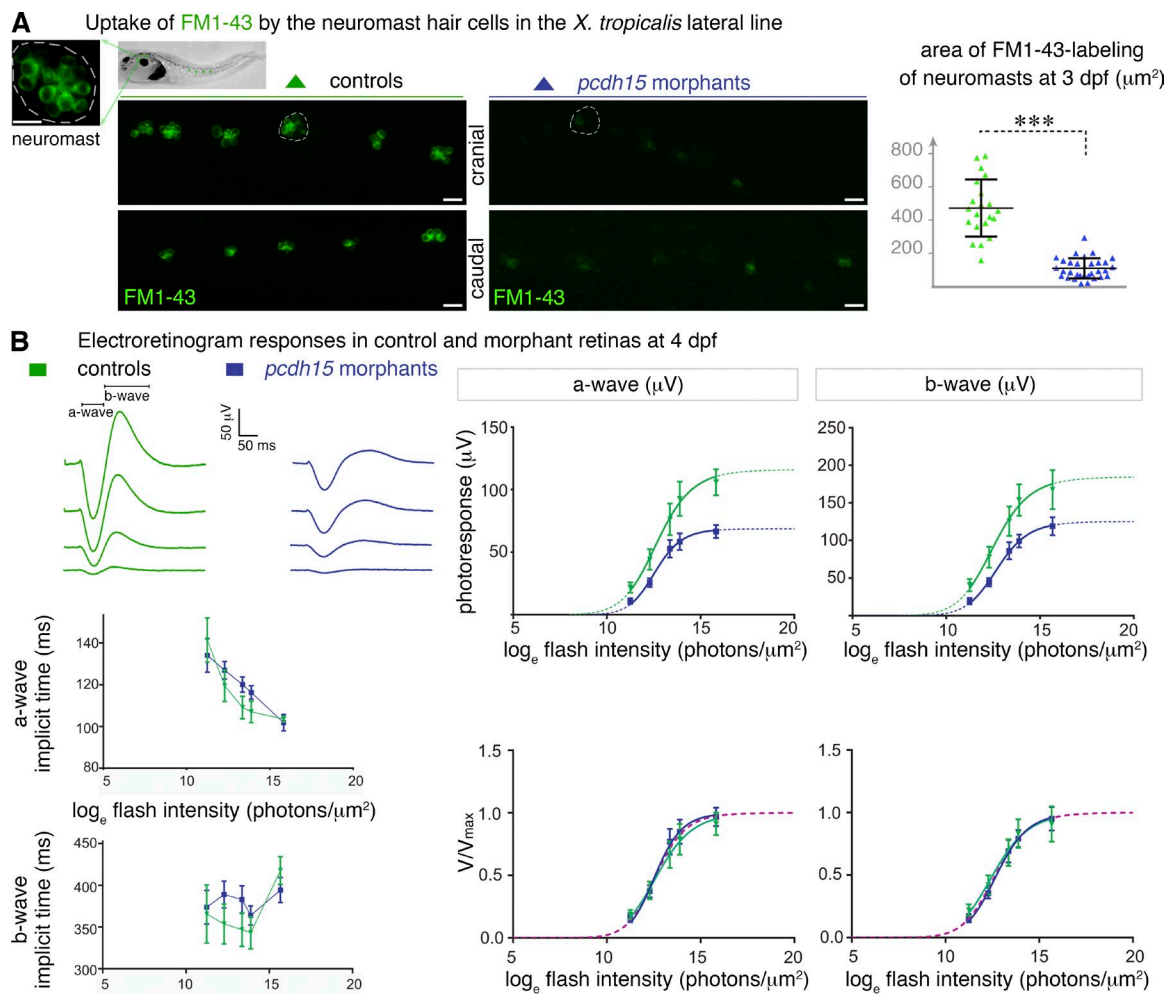 A
Uptake of FM1-43 by the neuromast hair cells in the X. tropicalis lateral line
neuromast
controls
pcdh15 morphants
cranial
caudal
FM1-43
FM1-43
area of FM1-43-labeling
of neuromasts at 3 dpf (μm²)
***
800
600
400
200
B
Electroretinogram responses in control and morphant retinas at 4 dpf
controls
pcdh15 morphants
b-wave
a-wave
50 μV
50 ms
a-wave (μV)
b-wave (μV)
photoresponse (μV)
150
100
50
5
10
15
20
logₑ flash intensity (photons/μm²)
250
200
150
100
50
0
5
10
15
20
logₑ flash intensity (photons/μm²)
a-wave
implicit time (ms)
140
120
100
80
5
10
15
20
logₑ flash intensity (photons/μm²)
b-wave
implicit time (ms)
450
400
350
300
5
10
15
20
V/Vmax
1.5
1.0
0.5
0.0
5
10
15
20
logₑ flash intensity (photons/μm²)
1.5
1.0
0.5
0.0
5
10
15
20
logₑ flash intensity (photons/μm²)